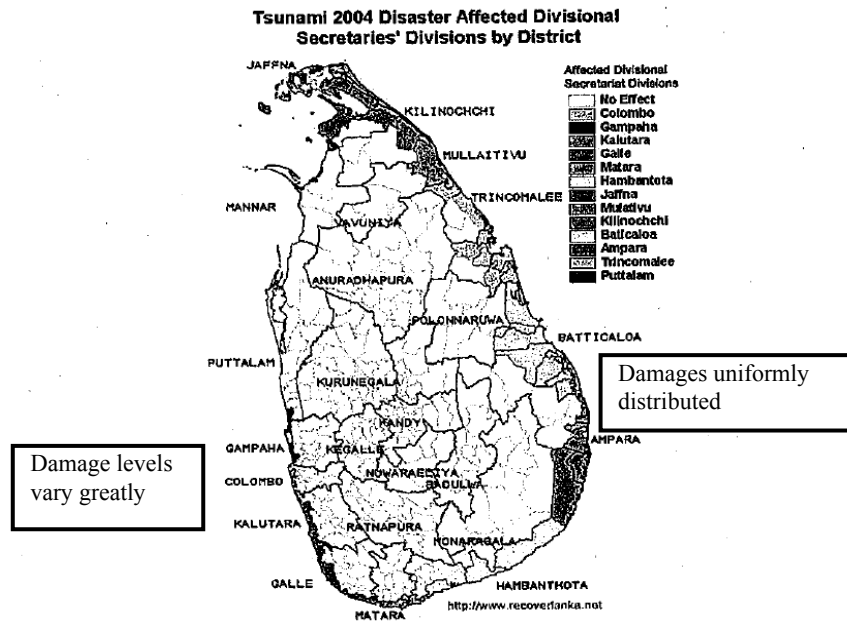 Tsunami 2004 Disaster Affected Divisional
Secretaries' Divisions by District
JAFFNA
Affected Divisional
Secretariat Divisions
No Effect
Colombo
Gampaha
Kalutara
Galle
Matara
Hambantota
Jaffna
Mulativu
Kilinochchi
Baticaloa
Ampara
Trincomalee
Puttalam
KILINOCHCHI
MULLAITIVU
TRINCOMALEE
MANNAR
VAVUNIYA
ANURADHAPURA
POLONNARUWA
BATTICALOA
PUTTALAM
KURUNEGALA
Damages uniformly
distributed
KANDY
AMPARA
GAMPAHA
KEGALLE
Damage levels
vary greatly
NOWARAELIYA
BADULLA
COLOMBO
KALUTARA
RATNAPURA
MONARAGALA
GALLE
HAMBANTHOTA
MATARA
http://www.recoverlanka.net